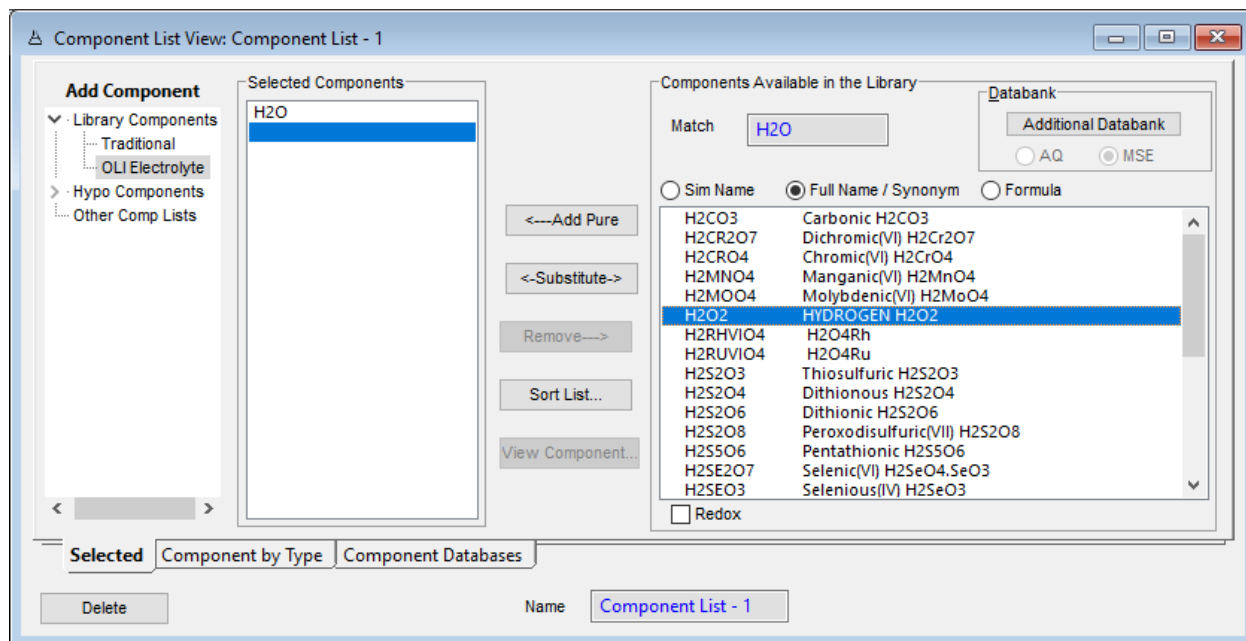 Component List View: Component List - 1
Add Component
Library Components
Traditional
OLI Electrolyte
Hypo Components
Other Comp Lists
Selected Components
H2O
<---Add Pure
<-Substitute->
Remove--->
Sort List...
View Component...
Components Available in the Library
Match
H2O
Databank
Additional Databank
AQ
MSE
Sim Name
Full Name / Synonym
Formula
H2CO3 Carbonic H2CO3
H2CR2O7 Dichromic(VI) H2Cr2O7
H2CRO4 Chromic(VI) H2CrO4
H2MNO4 Manganic(VI) H2MnO4
H2MOO4 Molybdenic(VI) H2MoO4
H2O2 HYDROGEN H2O2
H2RHVIO4 H2O4Rh
H2RUVIO4 H2O4Ru
H2S2O3 Thiosulfuric H2S2O3
H2S2O4 Dithionous H2S2O4
H2S2O6 Dithionic H2S2O6
H2S2O8 Peroxodisulfuric(VII) H2S2O8
H2S5O6 Pentathionic H2S5O6
H2SE2O7 Selenic(VI) H2SeO4.SeO3
H2SEO3 Selenious(IV) H2SeO3
Redox
Selected
Component by Type
Component Databases
Delete
Name
Component List - 1